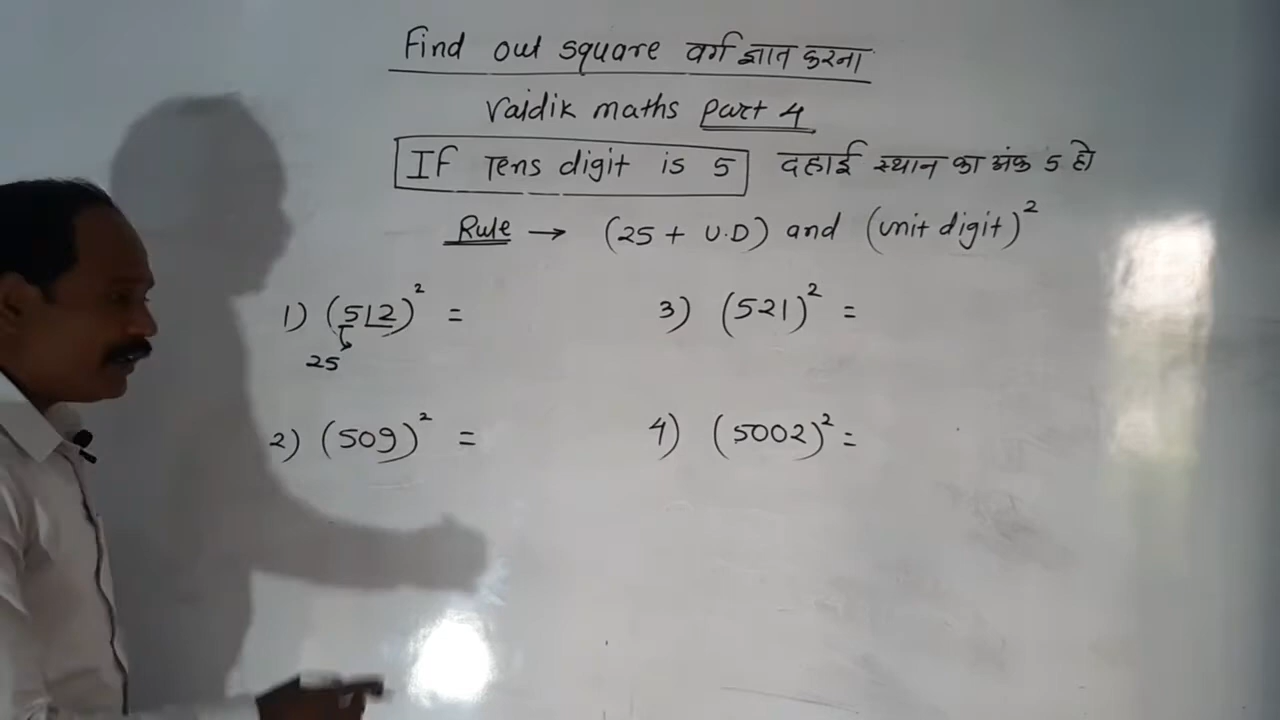 Find out square वर्ग ज्ञात करना
Vaidik maths part 4
If Tens digit is 5 दहाई स्थान का अंक 5 हो
Rule → (25 + U.D) and (unit digit)²
1) (512)² =
25
3) (521)² =
2) (509)² =
4) (5002)² =